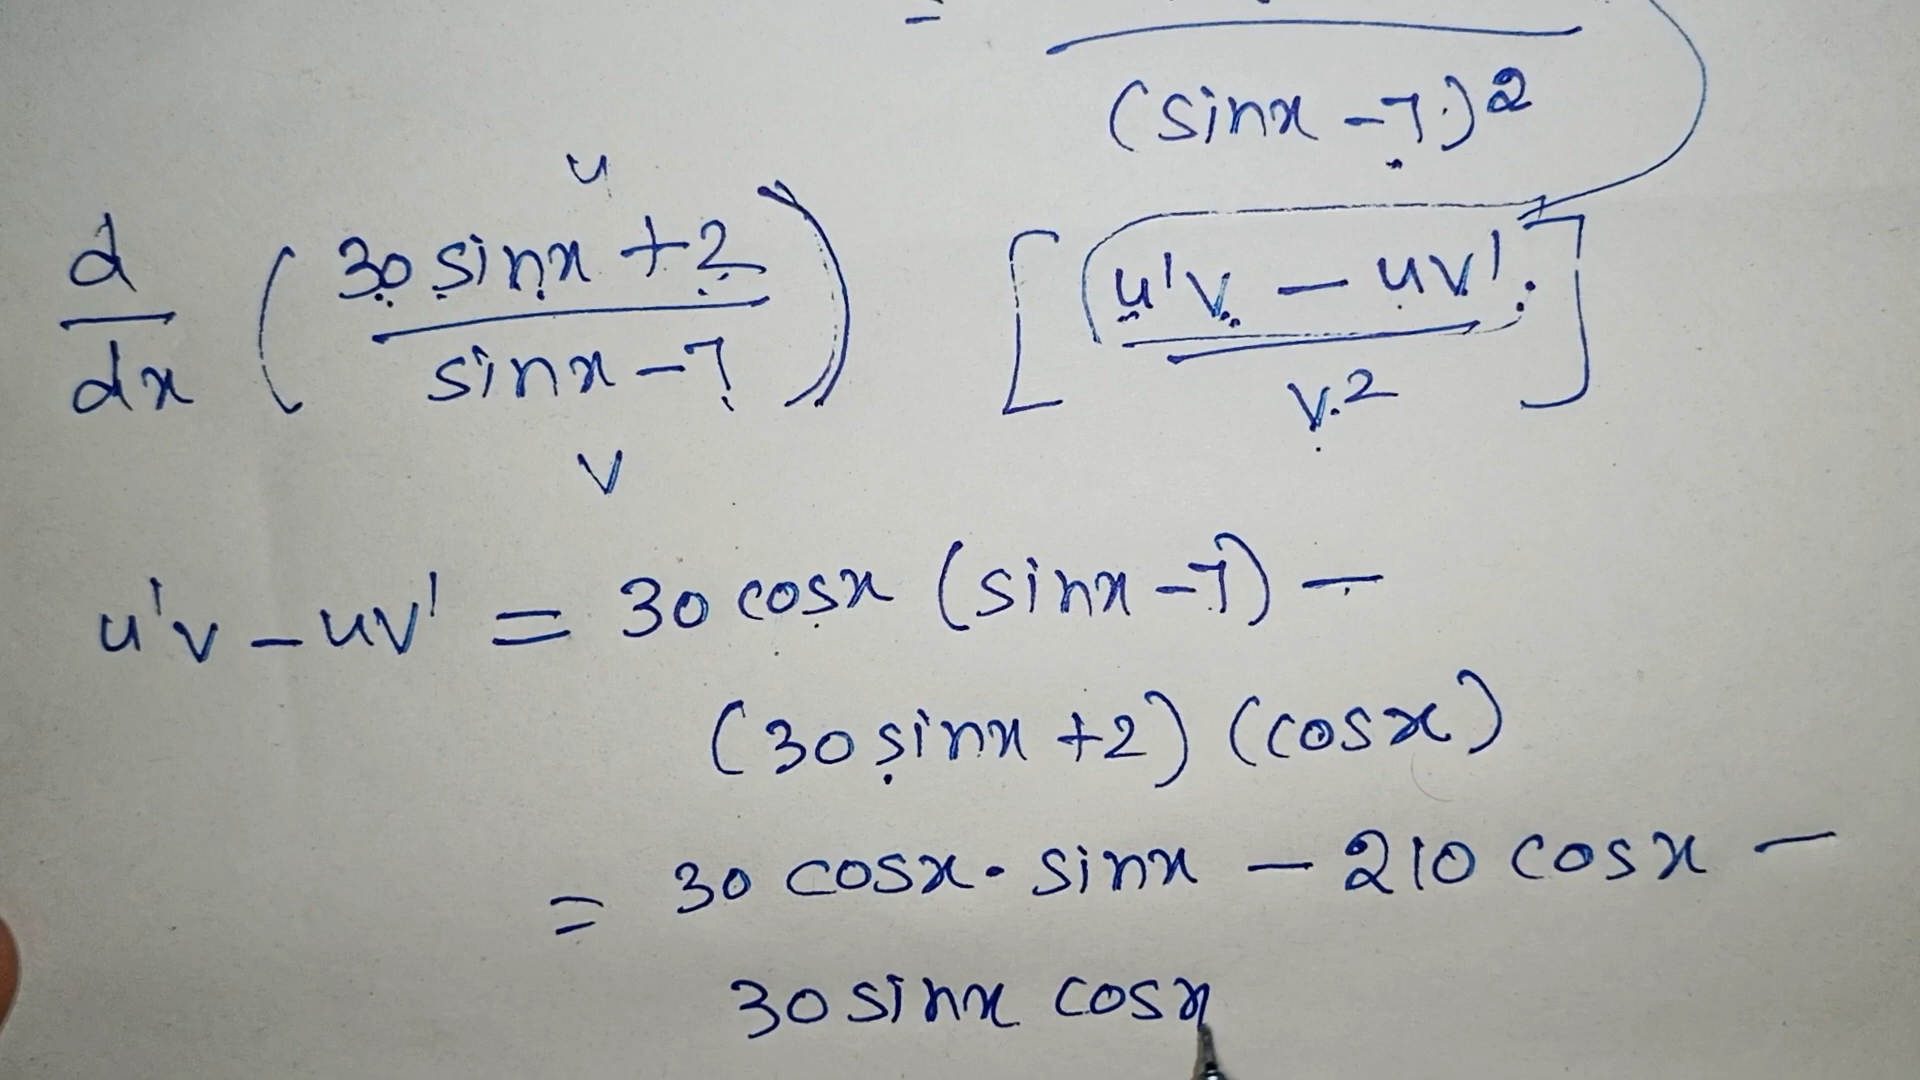 =
(sinx - 7)2
u
d/dx ( 30 sinx + 2 / sinx - 7 ) [ u'v - uv' / v2 ]
v
u'v - uv' = 30 cosx (sinx - 7) -
(30 sinx + 2) (cosx)
= 30 cosx . sinx - 210 cosx -
30 sinx cosx